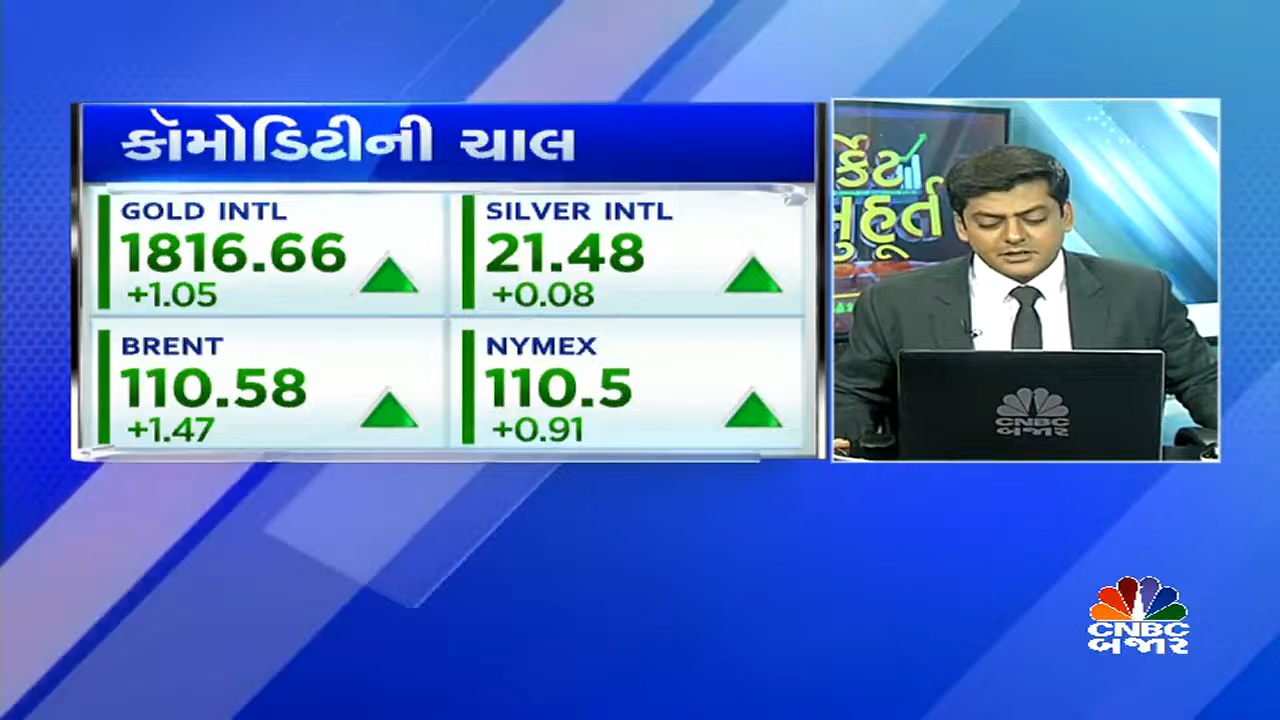 કૉમોડિટીની ચાલ
GOLD INTL
1816.66
+1.05
SILVER INTL
21.48
+0.08
BRENT
110.58
+1.47
NYMEX
110.5
+0.91
મુહૂર્ત
CNBC
બજાર
CNBC
બજાર